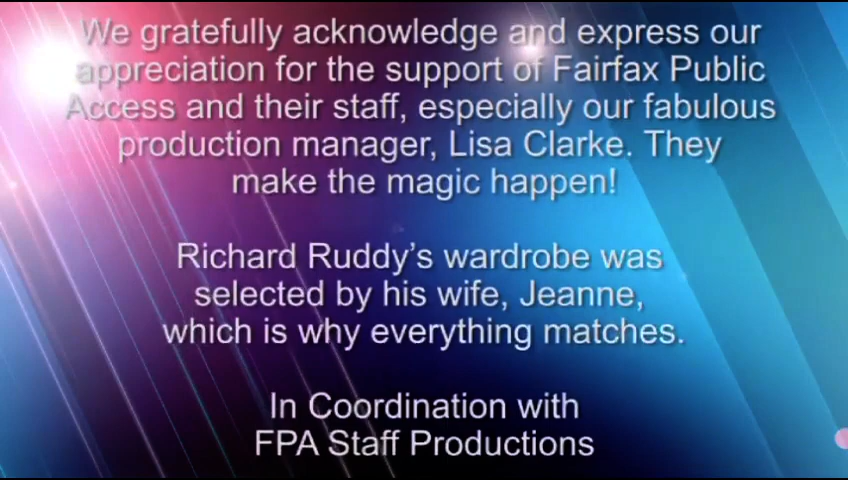 We gratefully acknowledge and express our
appreciation for the support of Fairfax Public
Access and their staff, especially our fabulous
production manager, Lisa Clarke. They
make the magic happen!
Richard Ruddy’s wardrobe was
selected by his wife, Jeanne,
which is why everything matches.
In Coordination with
FPA Staff Productions